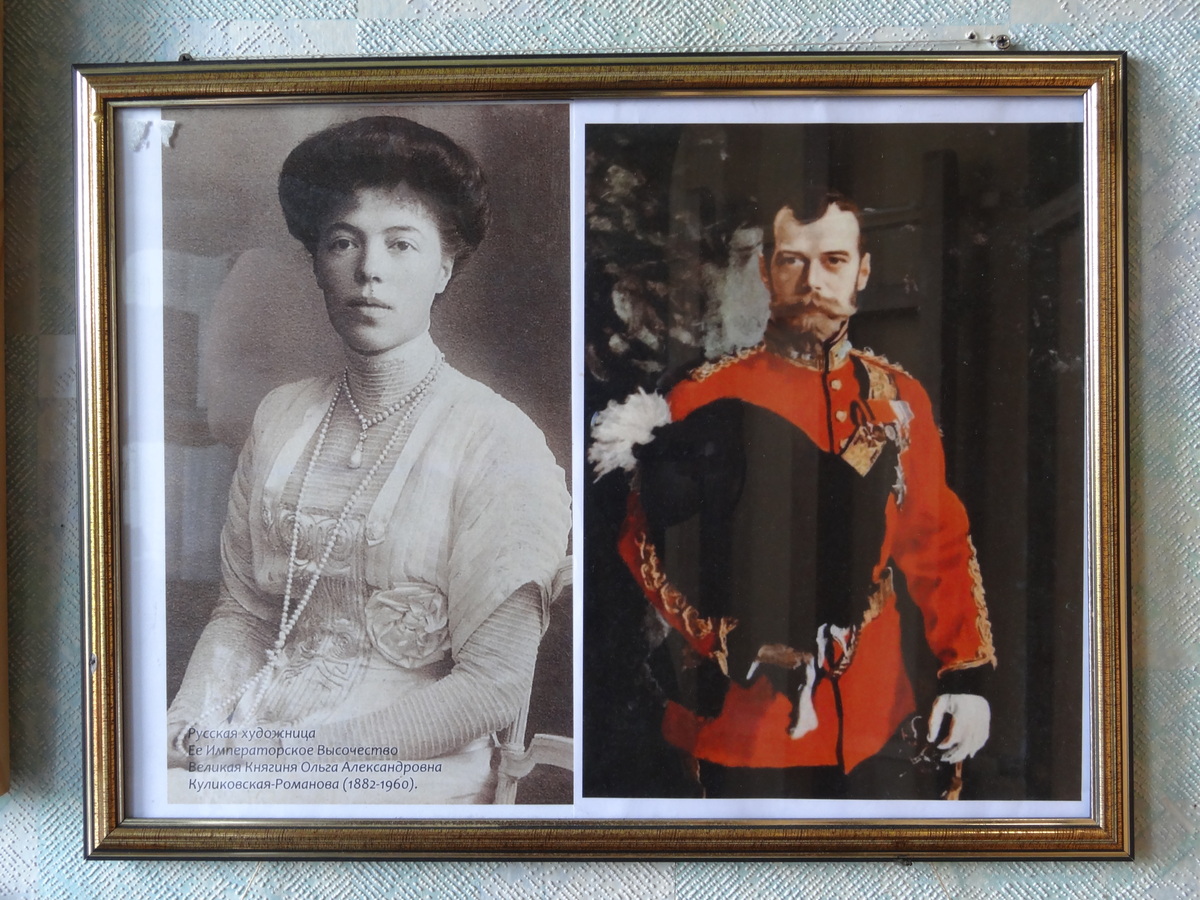 Русская художница
Ее Императорское Высочество
Великая Княгиня Ольга Александровна
Куликовская-Романова (1882-1960).